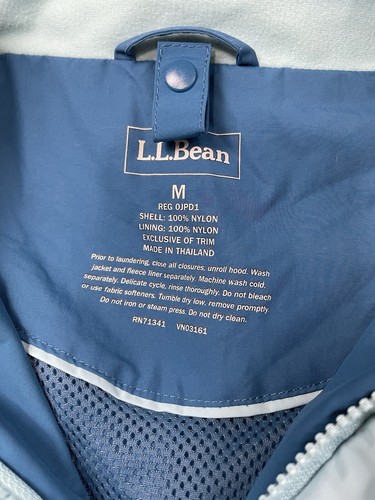 L.L.Bean
M
REG 0JPD1
SHELL: 100% NYLON
LINING: 100% NYLON
EXCLUSIVE OF TRIM
MADE IN THAILAND
Prior to laundering, close all closures, unroll hood. Wash
jacket and fleece liner separately. Machine wash cold.
separately. Delicate cycle, rinse thoroughly. Do not bleach
or use fabric softeners. Tumble dry low, remove promptly.
Do not iron or steam press. Do not dry clean.
RN71341 VN03161